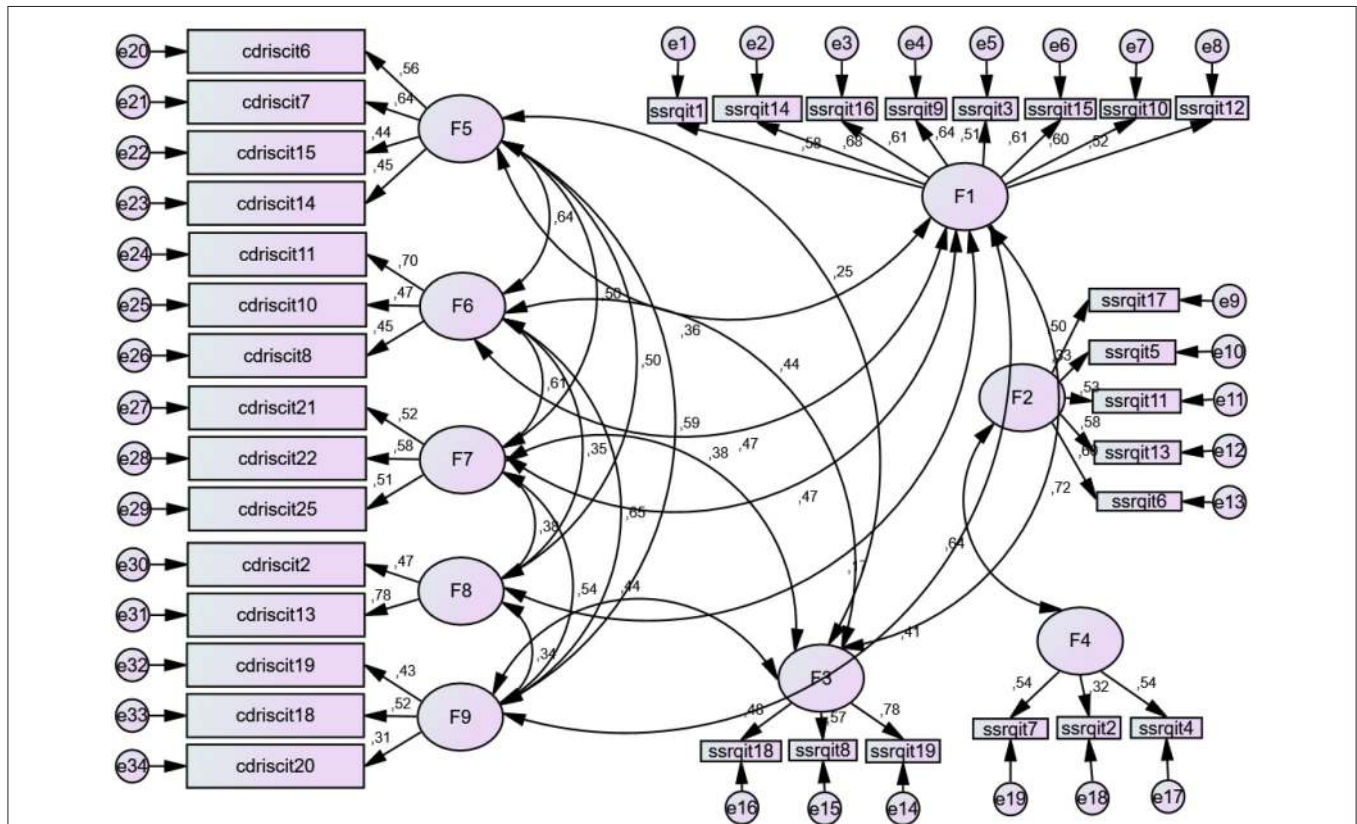 e20
cdriscit6
,56
e21
cdriscit7
,64
e22
cdriscit15
,44
e23
cdriscit14
,45
F5
e24
cdriscit11
,70
e25
cdriscit10
,47
e26
cdriscit8
,45
F6
e27
cdriscit21
,52
e28
cdriscit22
,58
e29
cdriscit25
,51
F7
e30
cdriscit2
,47
e31
cdriscit13
,78
F8
e32
cdriscit19
,43
e33
cdriscit18
,52
e34
cdriscit20
,31
F9
,64
,50
,36
,50
,61
,35
,65
,38
,54
,34
,44
,25
,44
,59
,47
,38
,47
,64
,72
,41
e1 e2 e3 e4 e5 e6 e7 e8
ssrqit1 ssrqit14 ssrqit16 ssrqit9 ssrqit3 ssrqit15 ssrqit10 ssrqit12
,58 ,68 ,61 ,64 ,51 ,61 ,60 ,52
F1
ssrqit17 e9
,50
,33
ssrqit5 e10
,53
ssrqit11 e11
,58
ssrqit13 e12
ssrqit6 e13
F2
F3
,48 ,57 ,78
ssrqit18 ssrqit8 ssrqit19
e16 e15 e14
F4
,54 ,32 ,54
ssrqit7 ssrqit2 ssrqit4
e19 e18 e17